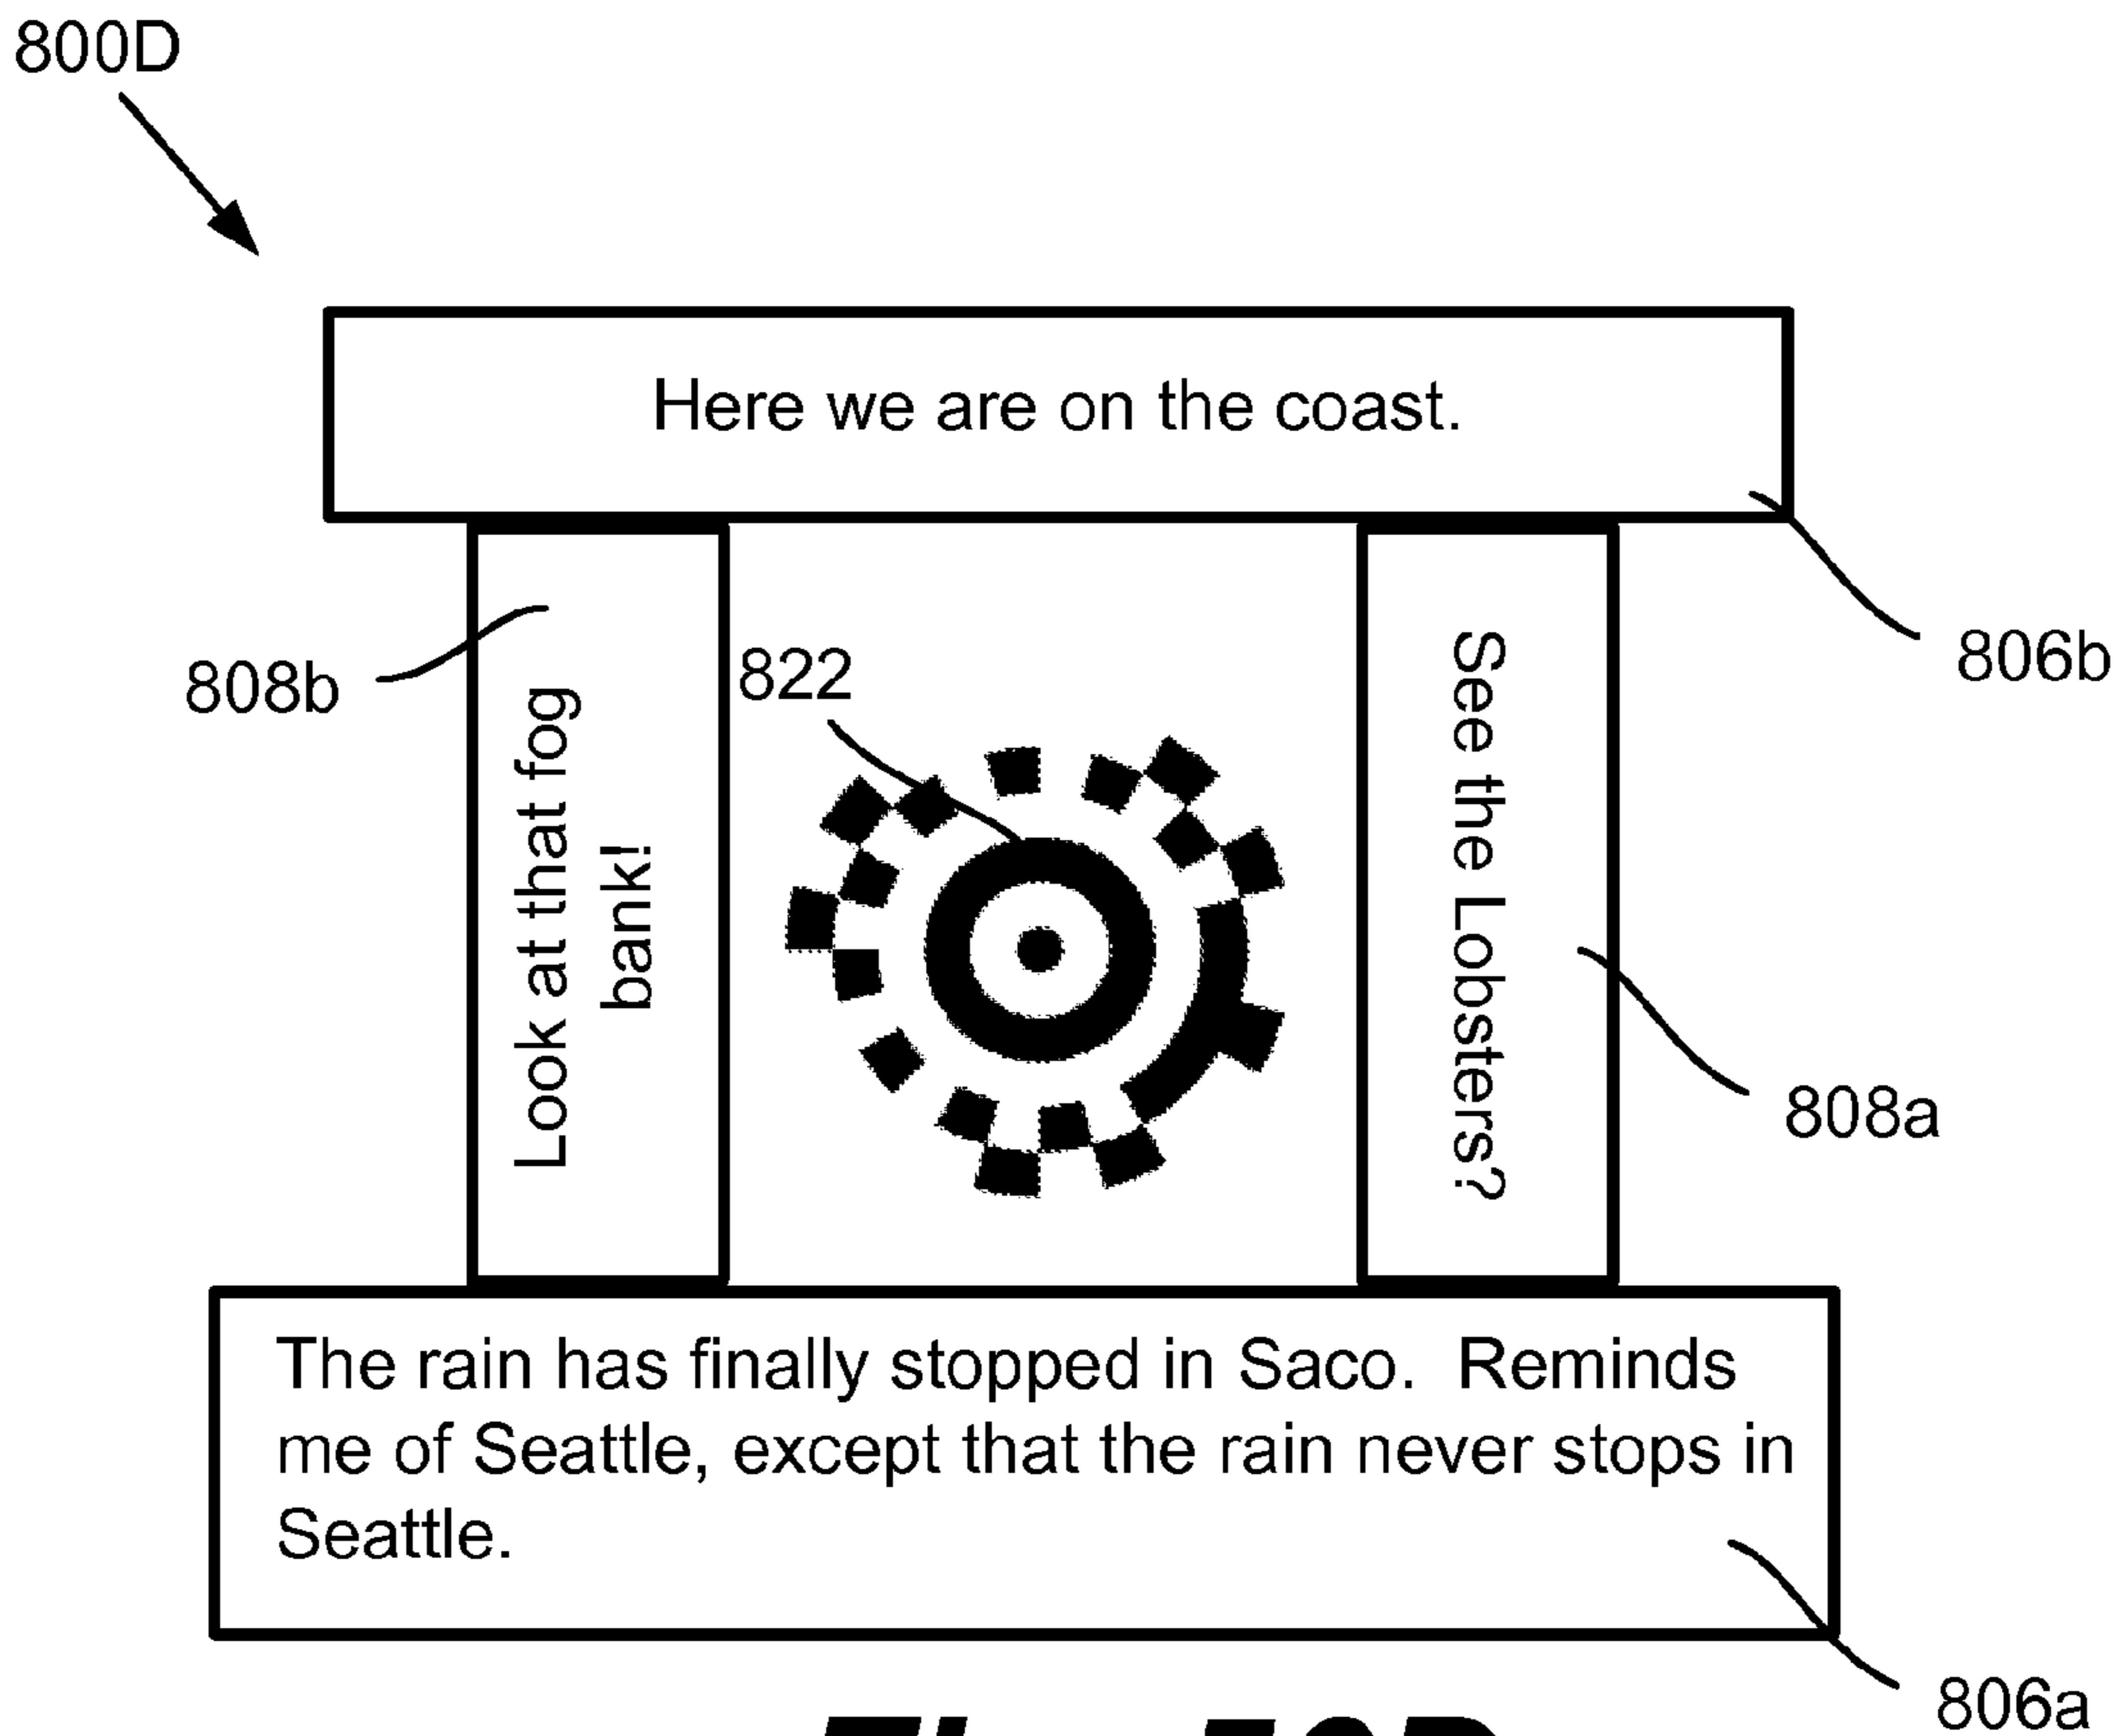 800D
Here we are on the coast.
806b
808b
Look at that fog
bank!
822
See the Lobsters?
808a
The rain has finally stopped in Saco.  Reminds
me of Seattle, except that the rain never stops in
Seattle.
806a